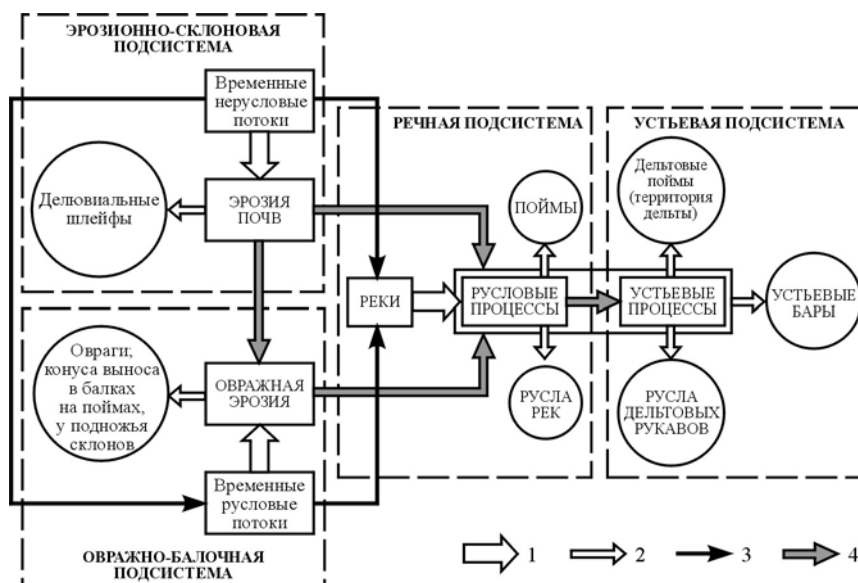 ЭРОЗИОННО-СКЛОНОВАЯ
ПОДСИСТЕМА
Временные
нерусловые
потоки
Делювиальные
шлейфы
ЭРОЗИЯ
ПОЧВ
Овраги;
конуса выноса
в балках
на поймах,
у подножья
склонов
ОВРАЖНАЯ
ЭРОЗИЯ
Временные
русловые
потоки
ОВРАЖНО-БАЛОЧНАЯ
ПОДСИСТЕМА
РЕЧНАЯ ПОДСИСТЕМА
ПОЙМЫ
РЕКИ
РУСЛОВЫЕ
ПРОЦЕССЫ
РУСЛА
РЕК
УСТЬЕВАЯ ПОДСИСТЕМА
Дельтовые
поймы
(территория
дельты)
УСТЬЕВЫЕ
ПРОЦЕССЫ
УСТЬЕВЫЕ
БАРЫ
РУСЛА
ДЕЛЬТОВЫХ
РУКАВОВ
1 2 3 4